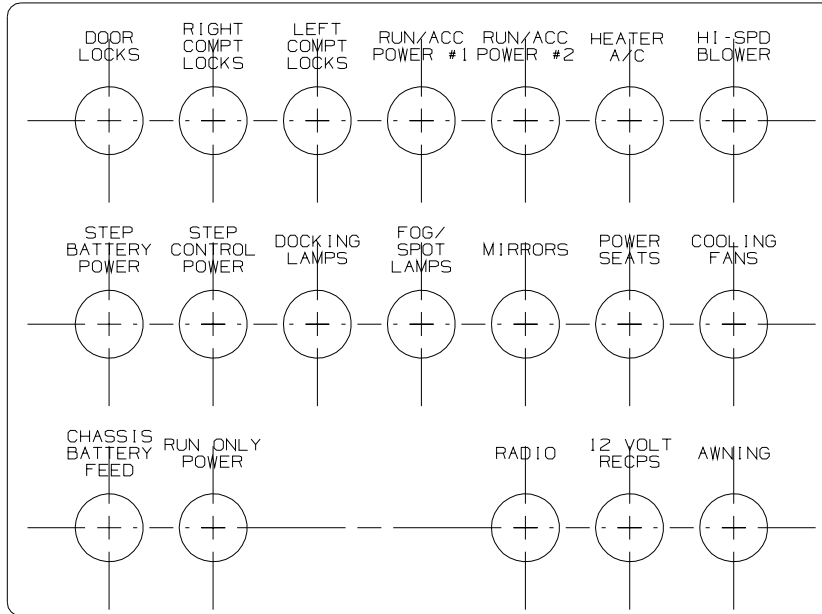 DOOR
LOCKS
RIGHT
COMPT
LOCKS
LEFT
COMPT
LOCKS
RUN/ACC
POWER #1
RUN/ACC
POWER #2
HEATER
A/C
HI-SPD
BLOWER
STEP
BATTERY
POWER
STEP
CONTROL
POWER
DOCKING
LAMPS
FOG/
SPOT
LAMPS
MIRRORS
POWER
SEATS
COOLING
FANS
CHASSIS
BATTERY
FEED
RUN ONLY
POWER
RADIO
12 VOLT
RECPS
AWNING